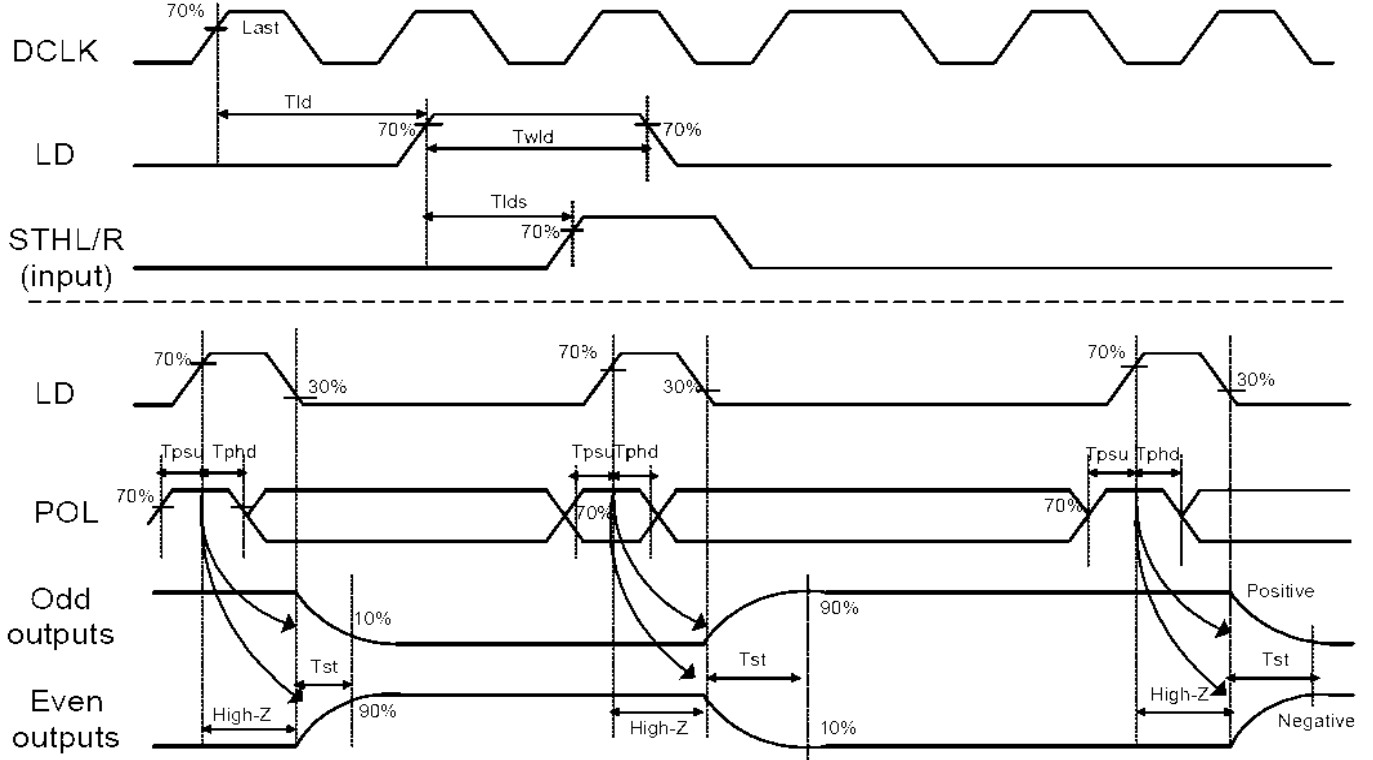 70%
Last
DCLK
Tld
70%
70%
LD
Twld
Tlds
70%
STHL/R
(input)
70%
30%
70%
30%
70%
30%
LD
Tpsu Tphd
Tpsu Tphd
Tpsu Tphd
70%
70%
70%
POL
Odd
outputs
10%
90%
Positive
Tst
Tst
Tst
Even
outputs
High-Z
90%
High-Z
10%
High-Z
Negative